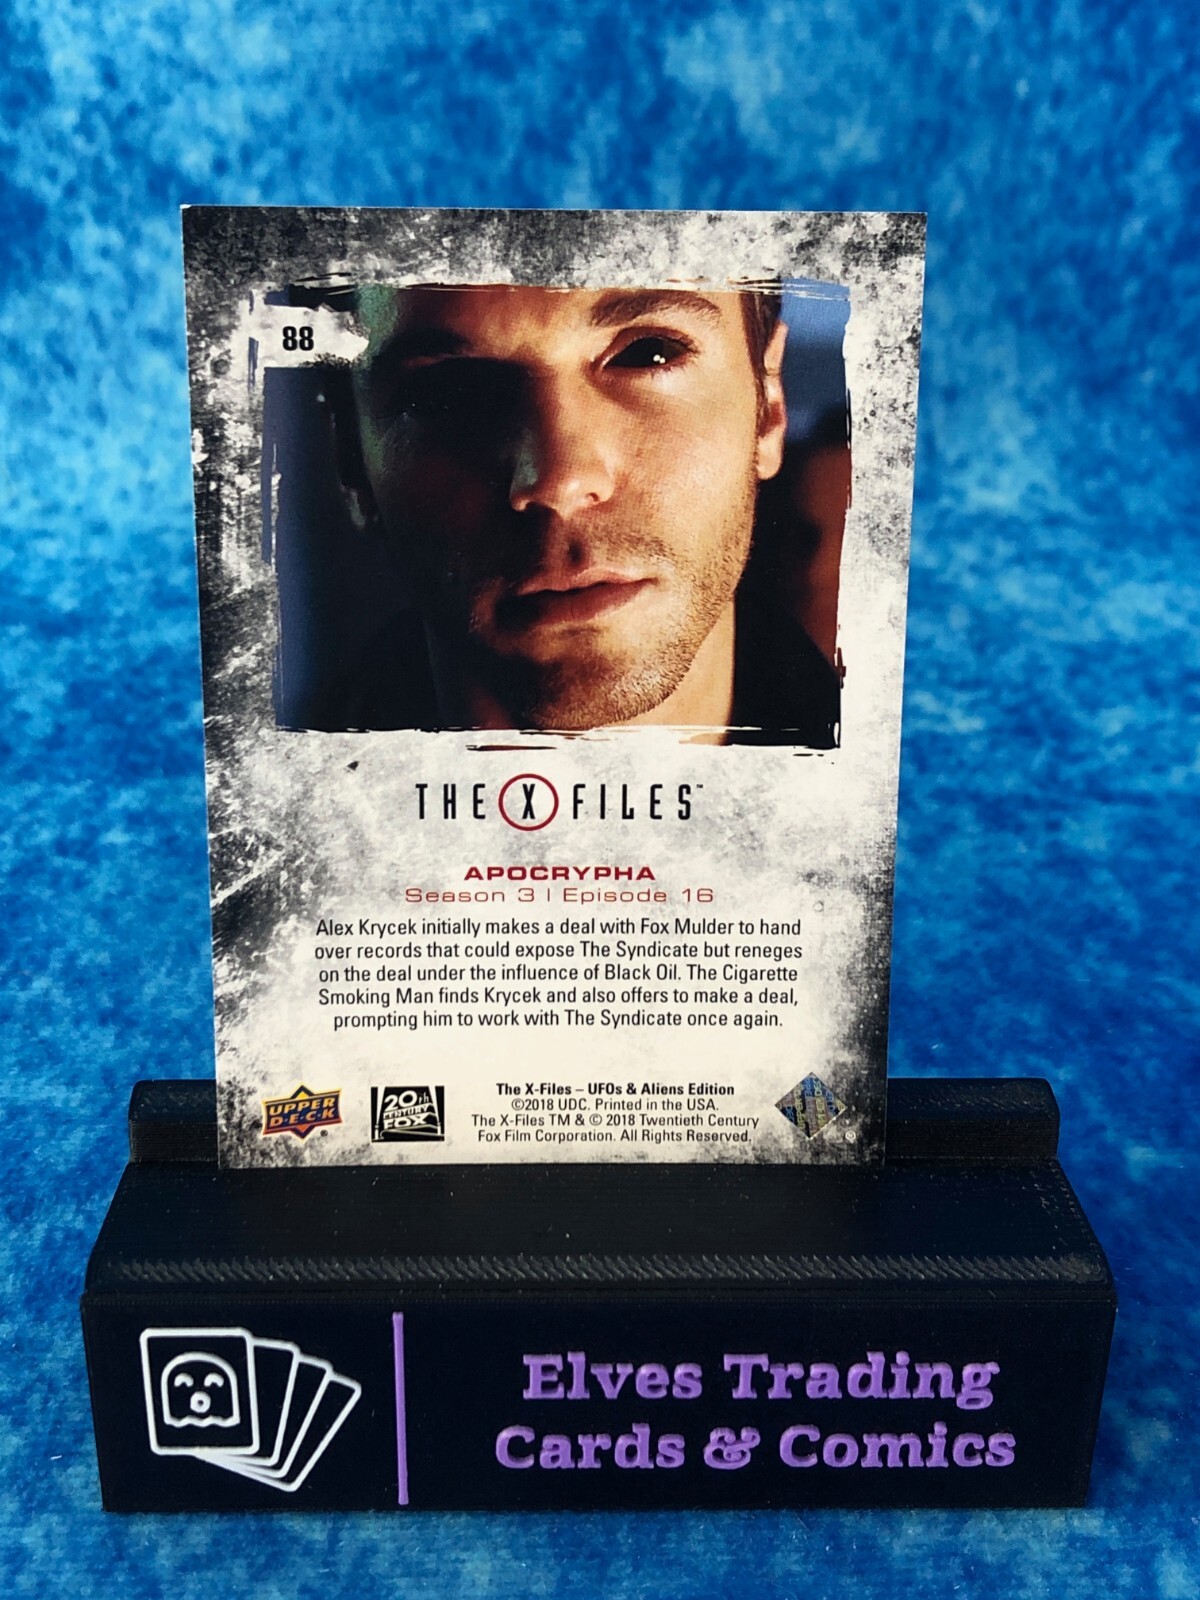 88
THE X FILES™
APOCRYPHA
Season 3 | Episode 16
Alex Krycek initially makes a deal with Fox Mulder to hand
over records that could expose The Syndicate but reneges
on the deal under the influence of Black Oil. The Cigarette
Smoking Man finds Krycek and also offers to make a deal,
prompting him to work with The Syndicate once again.
UPPER
D·E·C·K
®
20th
CENTURY
FOX
The X-Files – UFOs & Aliens Edition
©2018 UDC. Printed in the USA.
The X-Files TM & © 2018 Twentieth Century
Fox Film Corporation. All Rights Reserved.
®
Elves Trading
Cards & Comics